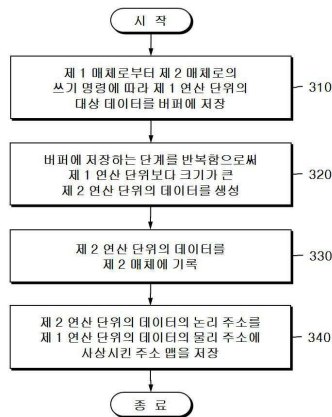 시 작
제 1 매체로부터 제 2 매체로의
쓰기 명령에 따라 제 1 연산 단위의
대상 데이터를 버퍼에 저장
310
버퍼에 저장하는 단계를 반복함으로써
제 1 연산 단위보다 크기가 큰
제 2 연산 단위의 데이터를 생성
320
제 2 연산 단위의 데이터를
제 2 매체에 기록
330
제 2 연산 단위의 데이터의 논리 주소를
제 1 연산 단위의 데이터의 물리 주소에
사상시킨 주소 맵을 저장
340
종 료